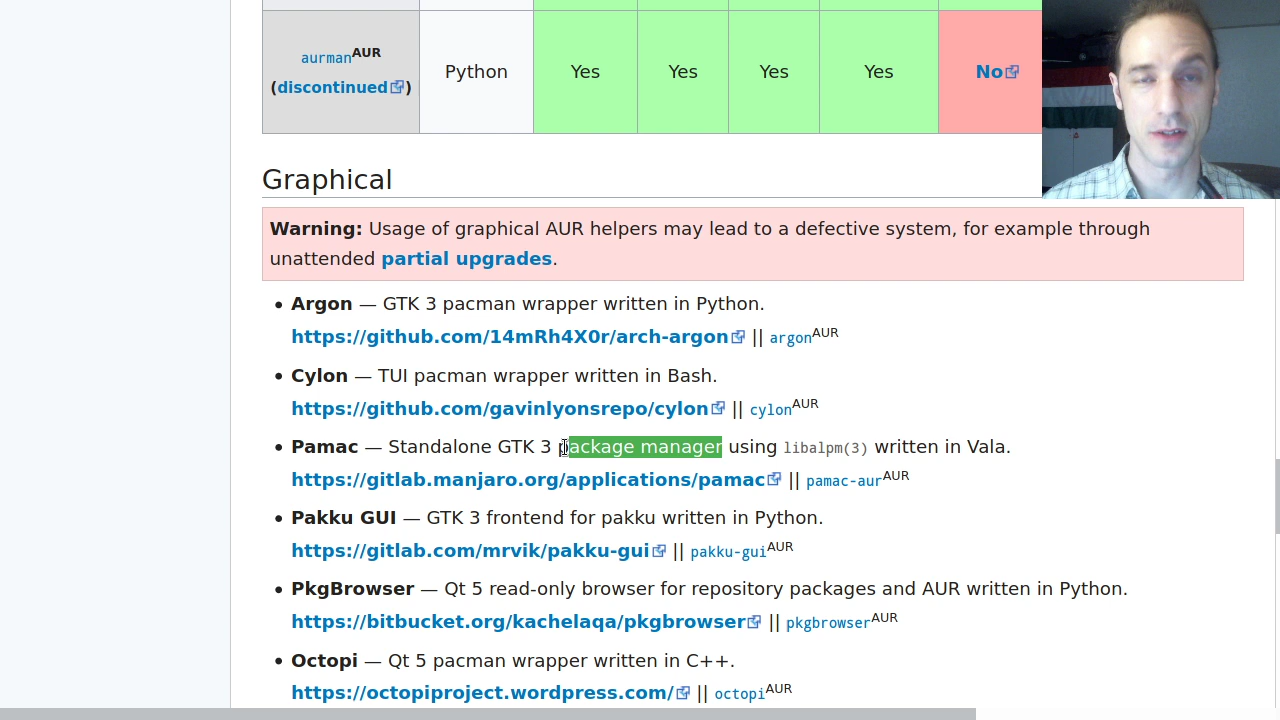 aurmanAUR
(discontinued)
Python
Yes
Yes
Yes
Yes
No
Graphical
Warning: Usage of graphical AUR helpers may lead to a defective system, for example through
unattended partial upgrades.
Argon — GTK 3 pacman wrapper written in Python.
https://github.com/14mRh4X0r/arch-argon || argonAUR
Cylon — TUI pacman wrapper written in Bash.
https://github.com/gavinlyonsrepo/cylon || cylonAUR
Pamac — Standalone GTK 3 package manager using libalpm(3) written in Vala.
https://gitlab.manjaro.org/applications/pamac || pamac-aurAUR
Pakku GUI — GTK 3 frontend for pakku written in Python.
https://gitlab.com/mrvik/pakku-gui || pakku-guiAUR
PkgBrowser — Qt 5 read-only browser for repository packages and AUR written in Python.
https://bitbucket.org/kachelaqa/pkgbrowser || pkgbrowserAUR
Octopi — Qt 5 pacman wrapper written in C++.
https://octopiproject.wordpress.com/ || octopiAUR